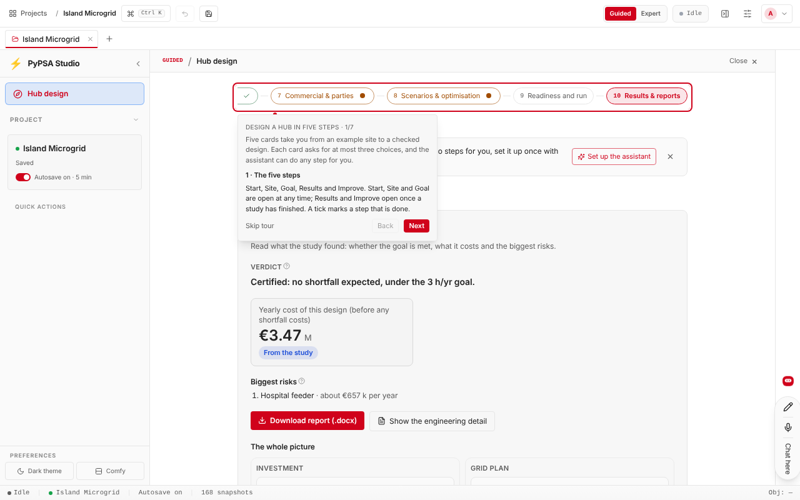 Projects / Island Microgrid Ctrl K Guided Expert Idle A
Island Microgrid
PyPSA Studio
GUIDED / Hub design Close
Hub design
PROJECT
Island Microgrid
Saved
Autosave on · 5 min
QUICK ACTIONS
7 Commercial & parties
8 Scenarios & optimisation
9 Readiness and run
10 Results & reports
DESIGN A HUB IN FIVE STEPS · 1/7
Five cards take you from an example site to a checked
design. Each card asks for at most three choices, and the
assistant can do any step for you.
1 · The five steps
Start, Site, Goal, Results and Improve. Start, Site and Goal
are open at any time; Results and Improve open once a
study has finished. A tick marks a step that is done.
Skip tour Back Next
o steps for you, set it up once with
Set up the assistant
Read what the study found: whether the goal is met, what it costs and the biggest risks.
VERDICT
Certified: no shortfall expected, under the 3 h/yr goal.
Yearly cost of this design (before any
shortfall costs)
€3.47 M
From the study
Biggest risks
1. Hospital feeder · about €657 k per year
Download report (.docx) Show the engineering detail
The whole picture
INVESTMENT GRID PLAN
Chat here
PREFERENCES
Dark theme Comfy
Idle Island Microgrid Autosave on 168 snapshots Obj: —